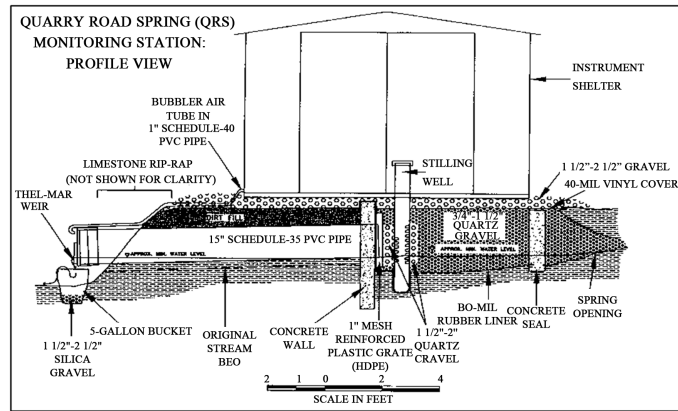 QUARRY ROAD SPRING (QRS)
MONITORING STATION:
PROFILE VIEW
INSTRUMENT
SHELTER
BUBBLER AIR
TUBE IN
1" SCHEDULE-40
PVC PIPE
LIMESTONE RIP-RAP
(NOT SHOWN FOR CLARITY)
THEL-MAR
WEIR
STILLING
WELL
1 1/2"-2 1/2" GRAVEL
40-MIL VINYL COVER
DIRT FILL
3/4"-1 1/2"
QUARTZ
GRAVEL
15" SCHEDULE-35 PVC PIPE
APPROX. MIN. WATER LEVEL
APPROX. MIN. WATER LEVEL
5-GALLON BUCKET
1 1/2"-2 1/2"
SILICA
GRAVEL
ORIGINAL
STREAM
BEO
CONCRETE
WALL
1" MESH
REINFORCED
PLASTIC GRATE
(HDPE)
1 1/2"-2"
QUARTZ
CRAVEL
BO-MIL
RUBBER LINER
CONCRETE
SEAL
SPRING
OPENING
2 1 0 2 4
SCALE IN FEET